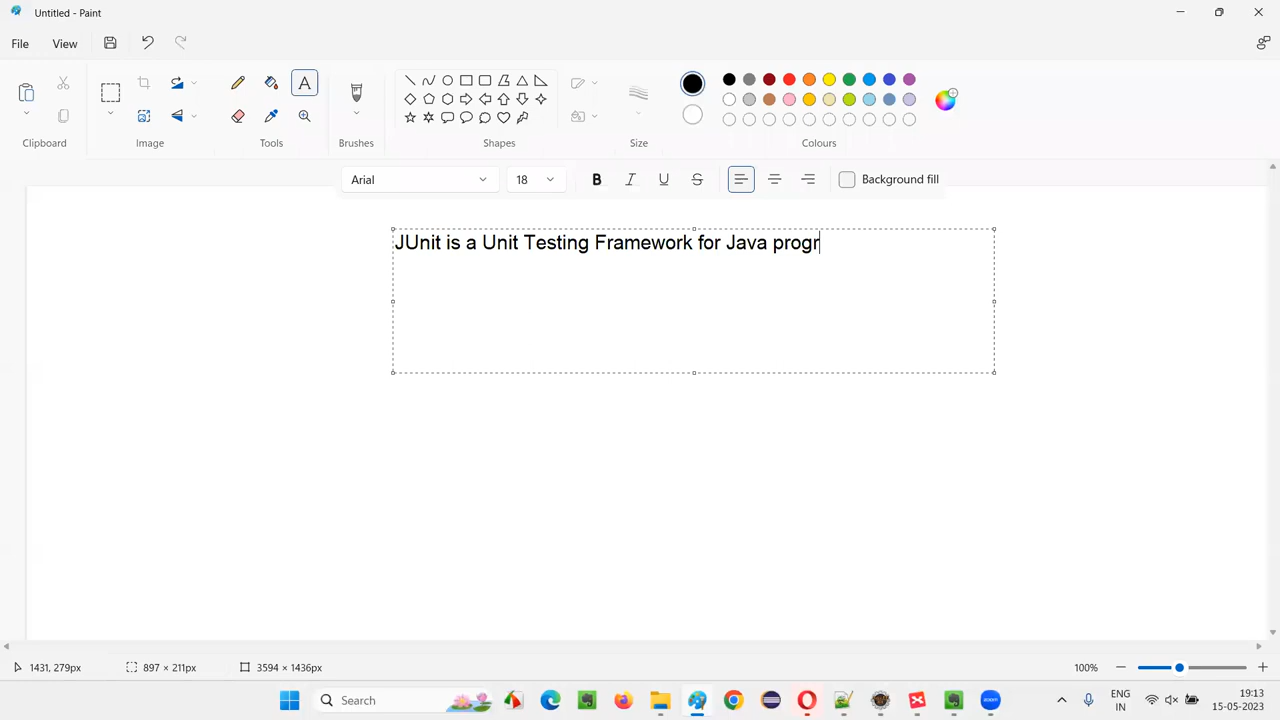 Untitled - Paint
File View
Clipboard
Image
Tools
Brushes
Shapes
Size
Colours
Arial 18 B I U S Background fill
JUnit is a Unit Testing Framework for Java progr
1431, 279px 897 × 211px 3594 × 1436px 100%
Search
zoom
ENG
IN
19:13
15-05-2023